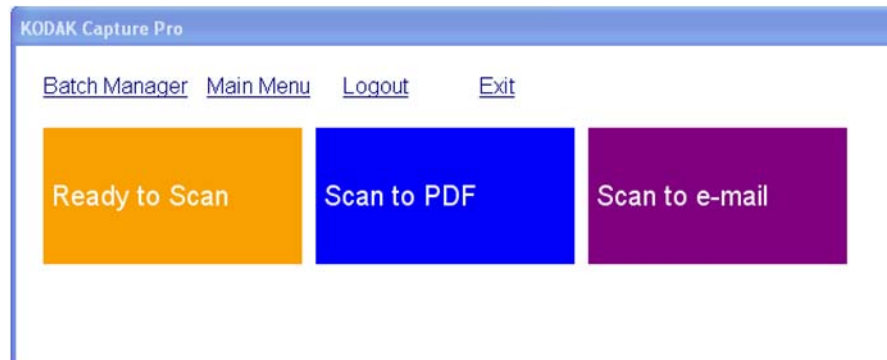 KODAK Capture Pro
Batch Manager Main Menu Logout Exit
Ready to Scan Scan to PDF Scan to e-mail